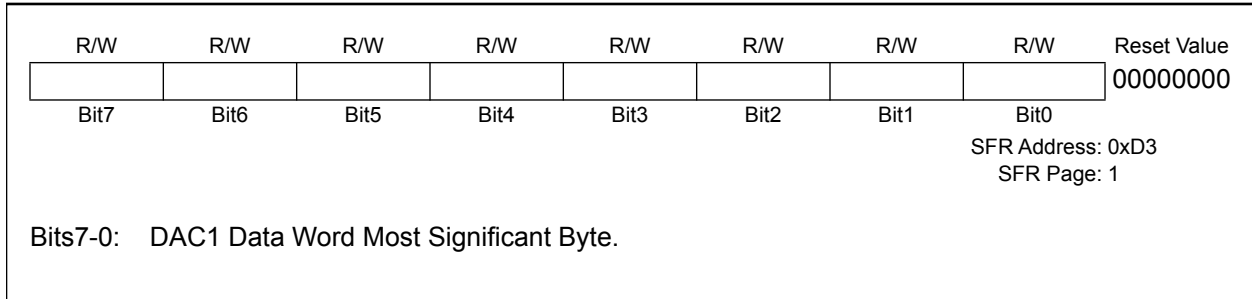 R/W R/W R/W R/W R/W R/W R/W R/W Reset Value
00000000
Bit7 Bit6 Bit5 Bit4 Bit3 Bit2 Bit1 Bit0
SFR Address: 0xD3
SFR Page: 1
Bits7-0: DAC1 Data Word Most Significant Byte.